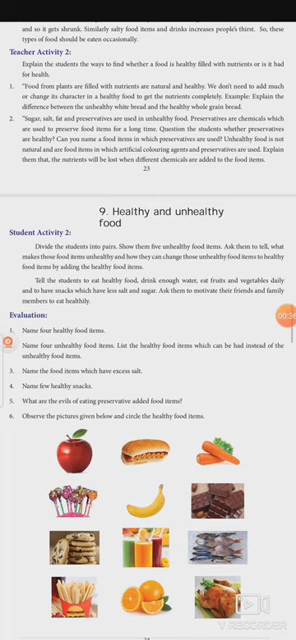 and so it gets shrunk. Similarly salty food items and drinks increases people's thirst. So, these
types of food should be eaten occasionally.
Teacher Activity 2:
Explain the students the ways to find whether a food is healthy filled with nutrients or is it bad
for health.
1. "Food from plants are filled with nutrients are natural and healthy. We don't need to add much
or change its character in a healthy food to get the nutrients completely. Example: Explain the
difference between the unhealthy white bread and the healthy whole grain bread.
2. "Sugar, salt, fat and preservatives are used in unhealthy food. Preservatives are chemicals which
are used to preserve food items for a long time. Question the students whether preservatives
are healthy? Can you name a food items in which preservatives are used? Unhealthy food is not
natural and are food items in which artificial colouring agents and preservatives are used. Explain
them that, the nutrients will be lost when different chemicals are added to the food items.
23
9. Healthy and unhealthy
food
Student Activity 2:
Divide the students into pairs. Show them five unhealthy food items. Ask them to tell, what
makes those food items unhealthy and how they can change those unhealthy food items to healthy
food items by adding the healthy food items.
Tell the students to eat healthy food, drink enough water, eat fruits and vegetables daily
and to have snacks which have less salt and sugar. Ask them to motivate their friends and family
members to eat healthily.
Evaluation:
00:36
1. Name four healthy food items.
2. Name four unhealthy food items. List the healthy food items which can be had instead of the
unhealthy food items.
3. Name the food items which have excess salt.
4. Name few healthy snacks.
5. What are the evils of eating preservative added food items?
6. Observe the pictures given below and circle the healthy food items.
V RECORDER
24